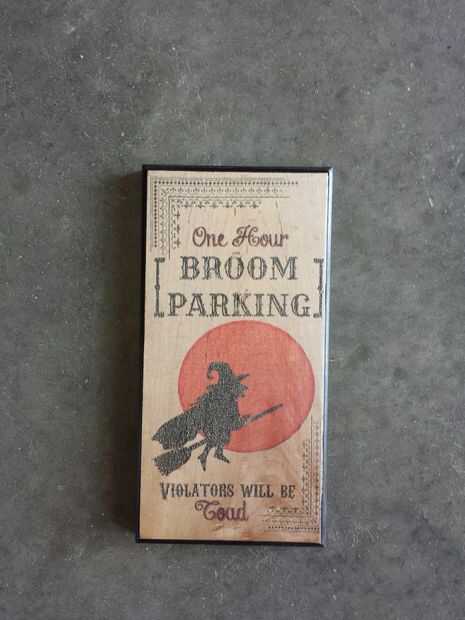 One Hour
BROOM
PARKING
VIOLATORS WILL BE
Toad